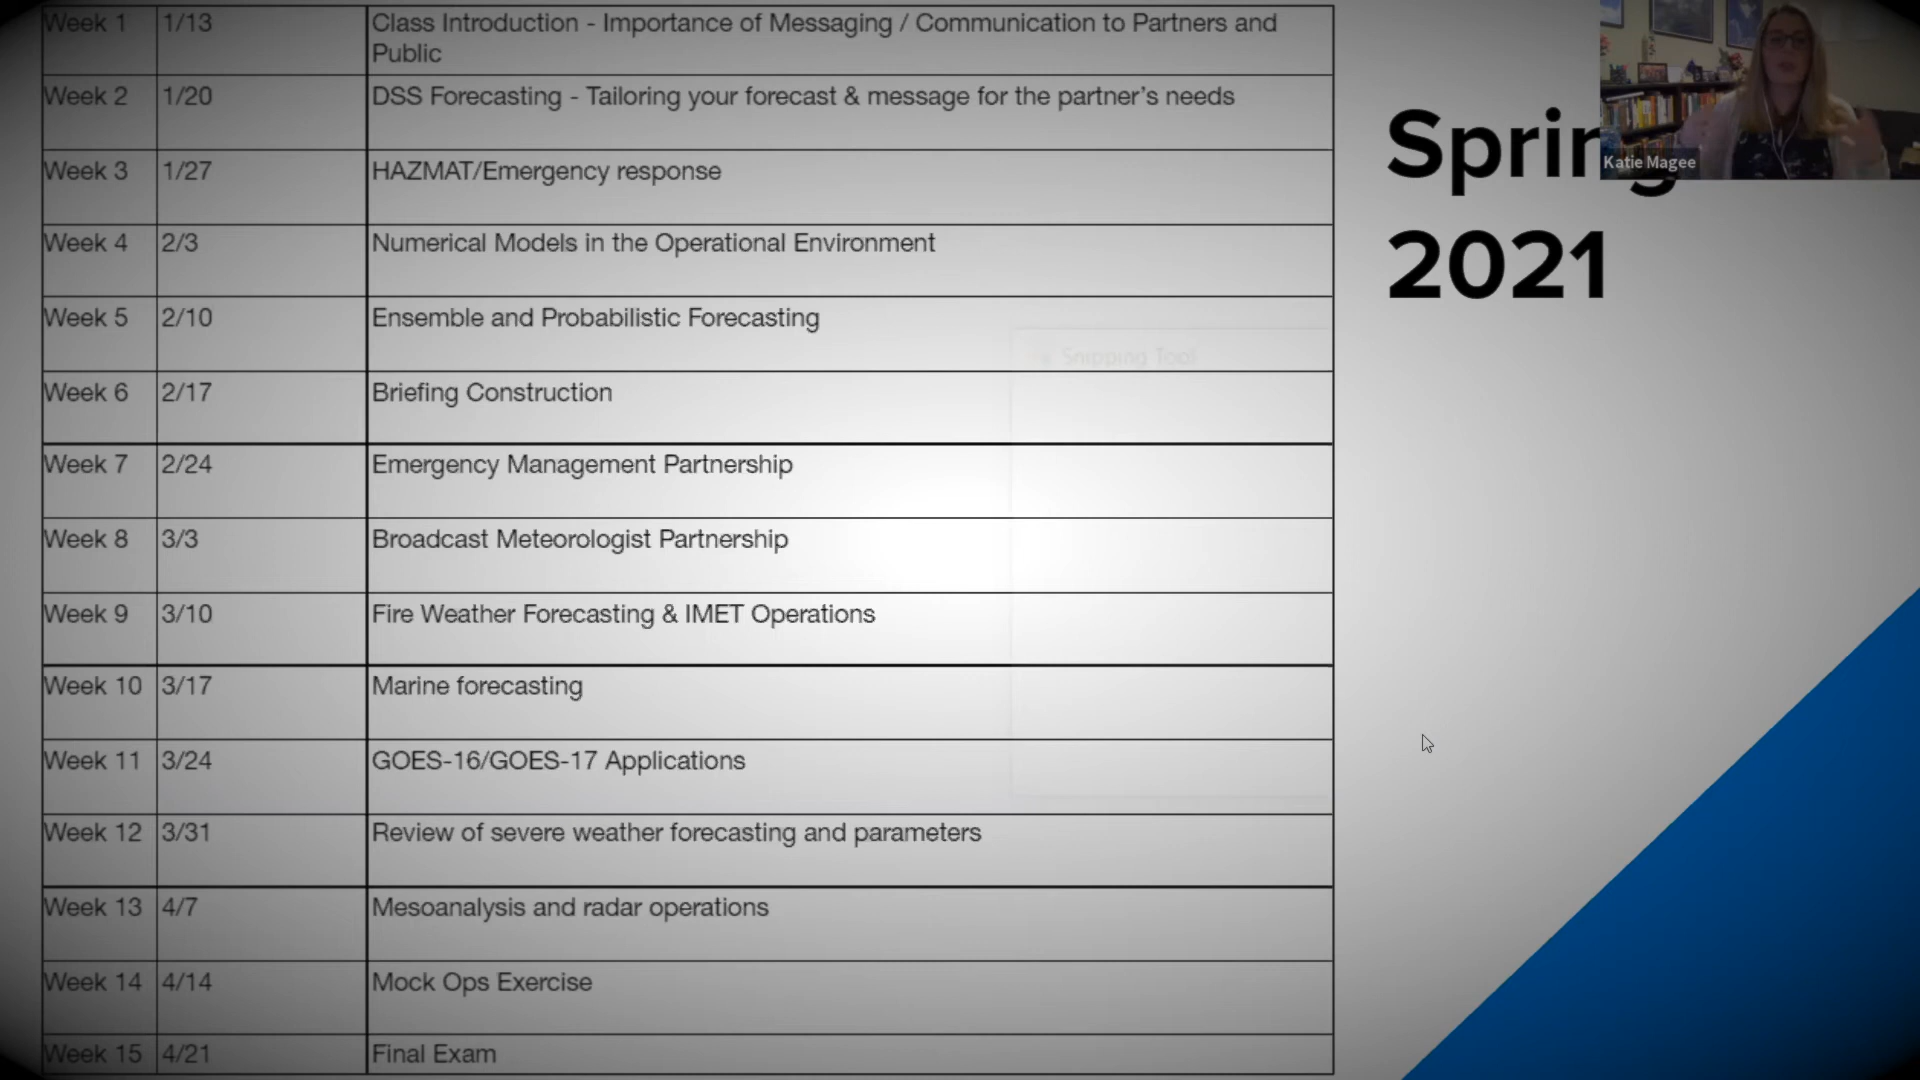 Week 1 1/13 Class Introduction - Importance of Messaging / Communication to Partners and
Public
Week 2 1/20 DSS Forecasting - Tailoring your forecast & message for the partner's needs
Week 3 1/27 HAZMAT/Emergency response
Week 4 2/3 Numerical Models in the Operational Environment
Week 5 2/10 Ensemble and Probabilistic Forecasting
Snipping Tool
Week 6 2/17 Briefing Construction
Week 7 2/24 Emergency Management Partnership
Week 8 3/3 Broadcast Meteorologist Partnership
Week 9 3/10 Fire Weather Forecasting & IMET Operations
Week 10 3/17 Marine forecasting
Week 11 3/24 GOES-16/GOES-17 Applications
Week 12 3/31 Review of severe weather forecasting and parameters
Week 13 4/7 Mesoanalysis and radar operations
Week 14 4/14 Mock Ops Exercise
Week 15 4/21 Final Exam
Spring
2021
Katie Magee